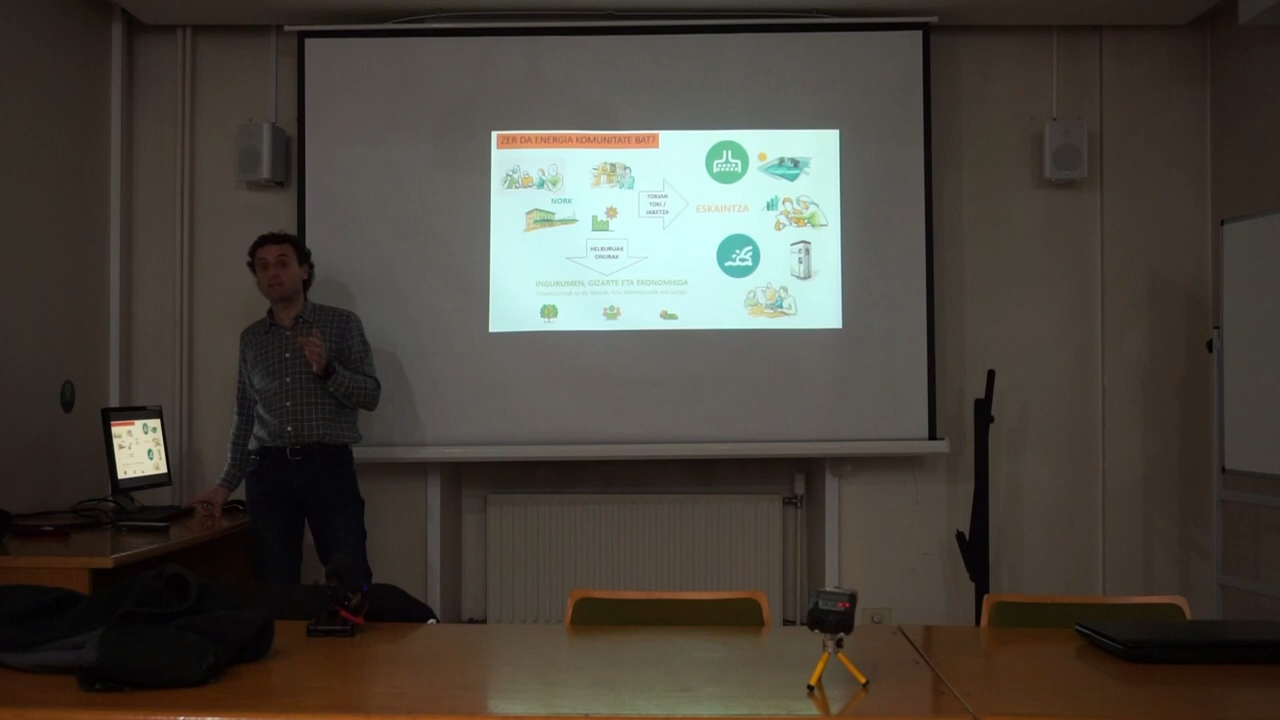 ZER DA ENERGIA KOMUNITATE BAT?
NORK
TOKIAN
TOKI /
JABETZA
ESKAINTZA
HELBURUAK
ONURAK
INGURUMEN, GIZARTE ETA EKONOMIKOA